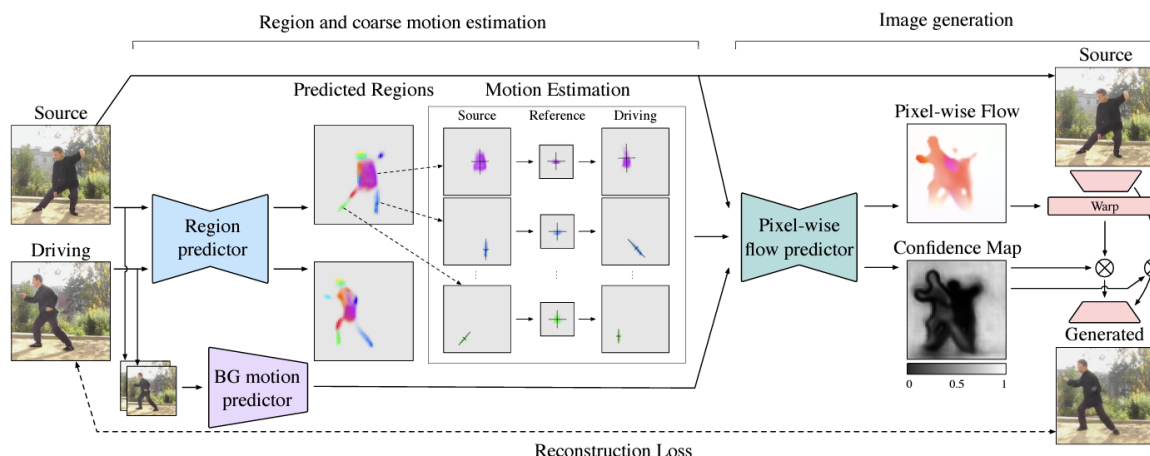 Region and coarse motion estimation
Image generation
Source
Predicted Regions
Motion Estimation
Source
Source
Reference
Driving
Pixel-wise Flow
Region
predictor
Pixel-wise
flow predictor
Warp
Driving
Confidence Map
BG motion
predictor
Generated
0
0.5
1
Reconstruction Loss